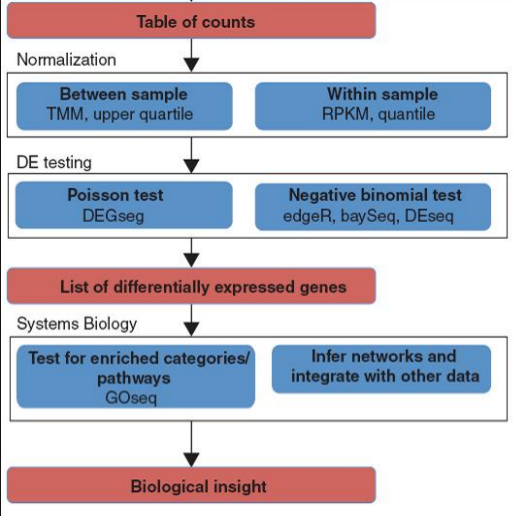 Table of counts
Normalization
Between sample
TMM, upper quartile
Within sample
RPKM, quantile
DE testing
Poisson test
DEGseg
Negative binomial test
edgeR, baySeq, DEseq
List of differentially expressed genes
Systems Biology
Test for enriched categories/
pathways
GOseq
Infer networks and
integrate with other data
Biological insight